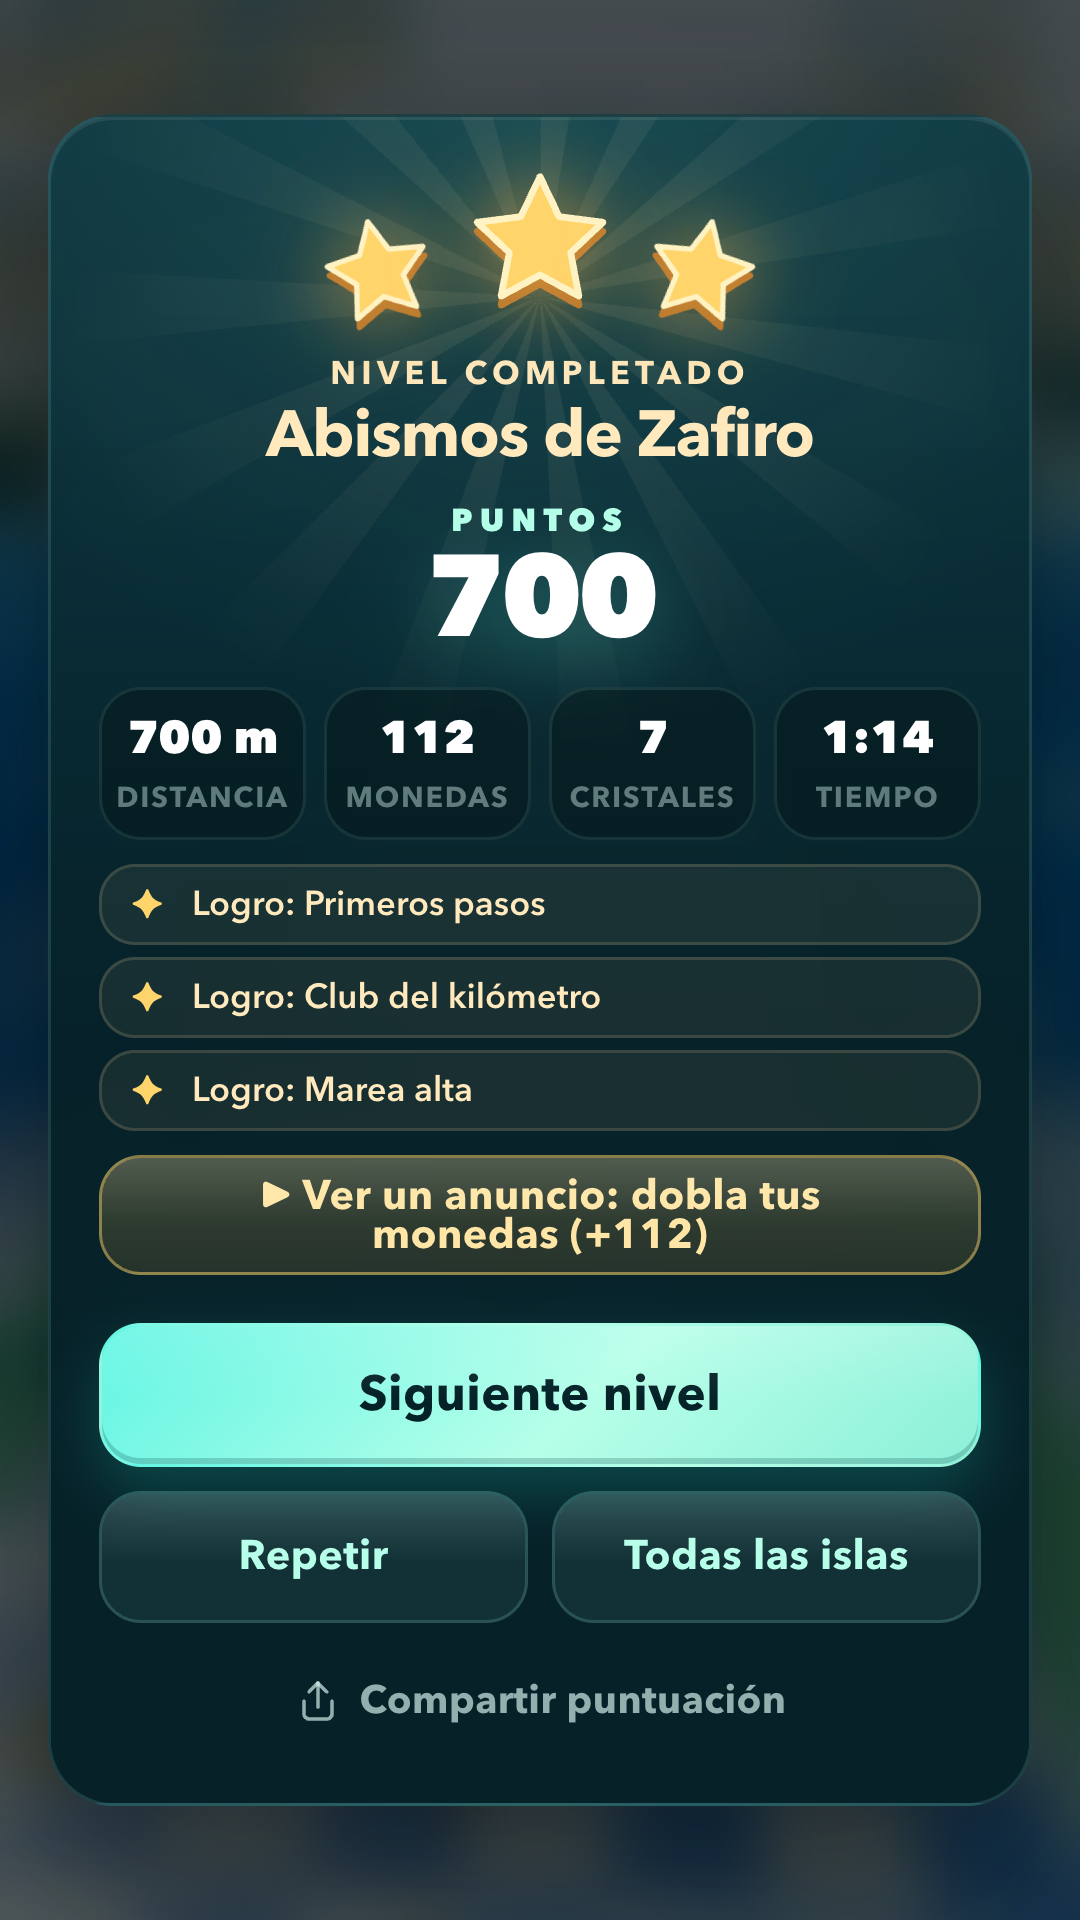 NIVEL COMPLETADO
Abismos de Zafiro
PUNTOS
700
700 m
DISTANCIA
112
MONEDAS
7
CRISTALES
1:14
TIEMPO
Logro: Primeros pasos
Logro: Club del kilómetro
Logro: Marea alta
Ver un anuncio: dobla tus
monedas (+112)
Siguiente nivel
Repetir
Todas las islas
Compartir puntuación